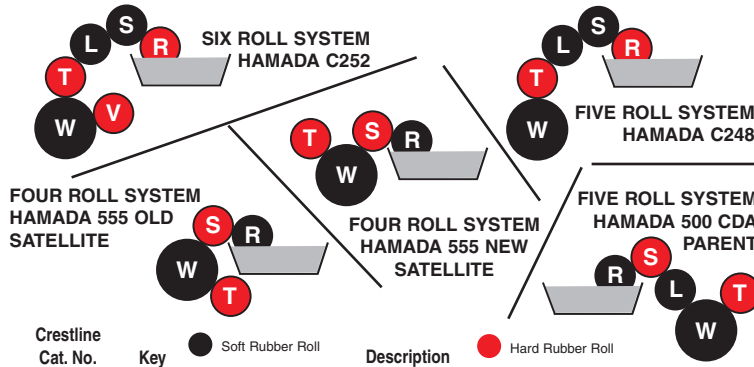 S
L
R
T
V
W
SIX ROLL SYSTEM
HAMADA C252
S
L
R
T
W
FIVE ROLL SYSTEM
HAMADA C248
T
S
R
W
FOUR ROLL SYSTEM
HAMADA 555 NEW
SATELLITE
FOUR ROLL SYSTEM
HAMADA 555 OLD
SATELLITE
S
R
W
T
FIVE ROLL SYSTEM
HAMADA 500 CDA
PARENT
S
R
L
T
W
Crestline
Cat. No. Key Soft Rubber Roll Description Hard Rubber Roll